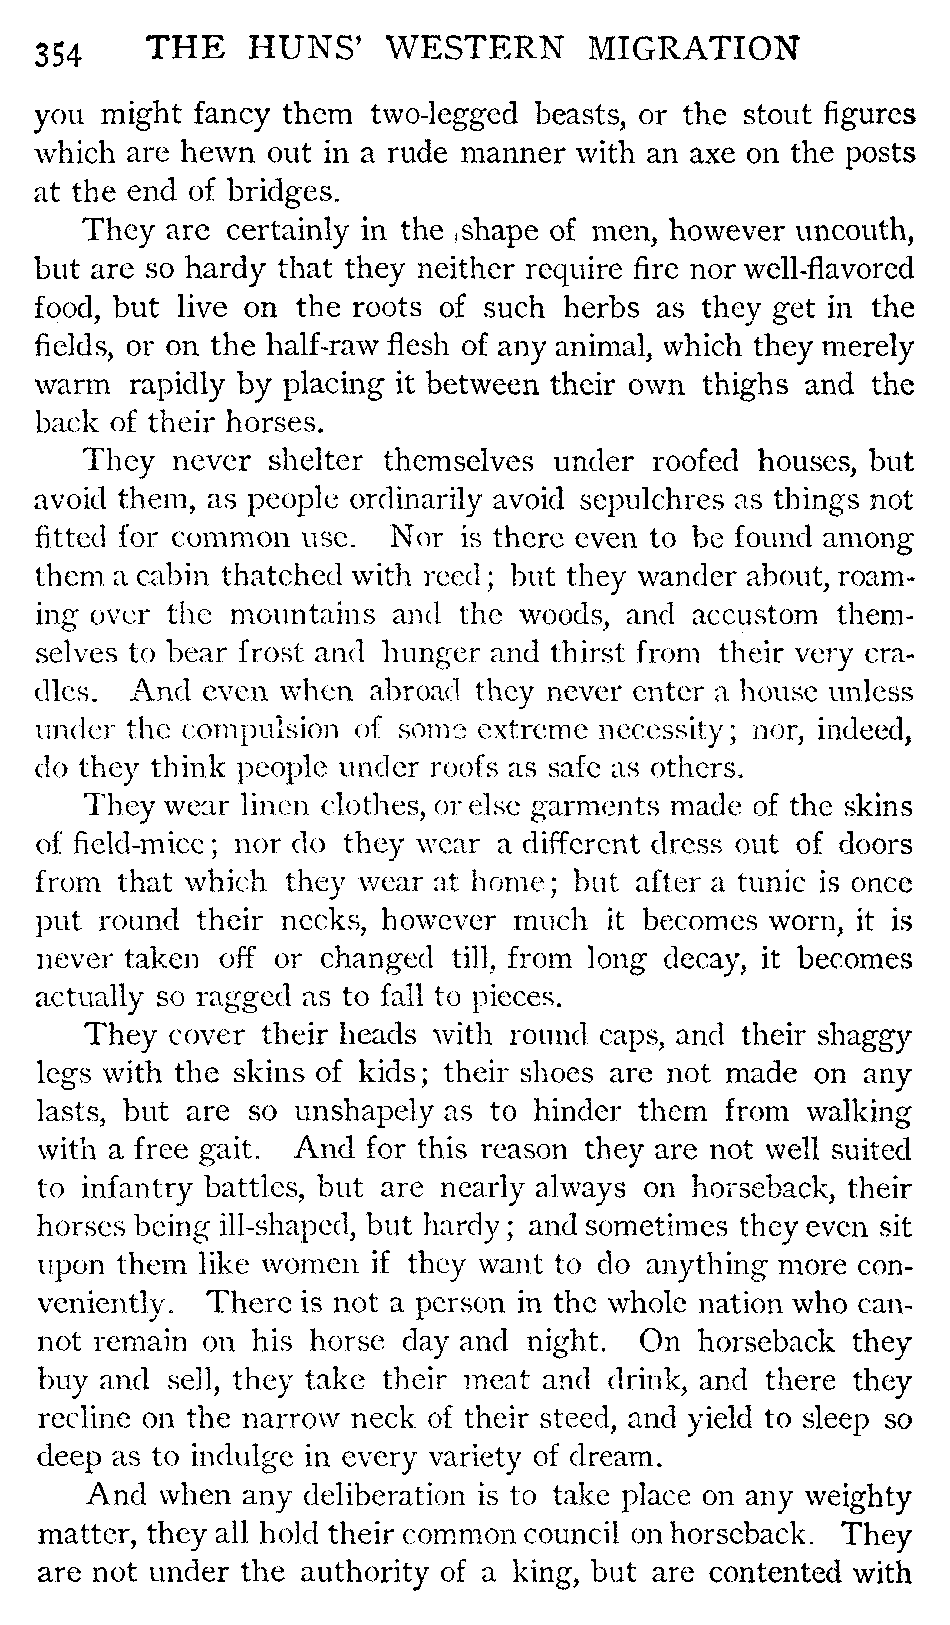 354 THE HUNS' WESTERN MIGRATION
you might fancy them two-legged beasts, or the stout figures
which are hewn out in a rude manner with an axe on the posts
at the end of bridges.
They are certainly in the shape of men, however uncouth,
but are so hardy that they neither require fire nor well-flavored
food, but live on the roots of such herbs as they get in the
fields, or on the half-raw flesh of any animal, which they merely
warm rapidly by placing it between their own thighs and the
back of their horses.
They never shelter themselves under roofed houses, but
avoid them, as people ordinarily avoid sepulchres as things not
fitted for common use. Nor is there even to be found among
them a cabin thatched with reed; but they wander about, roam-
ing over the mountains and the woods, and accustom them-
selves to bear frost and hunger and thirst from their very cra-
dles. And even when abroad they never enter a house unless
under the compulsion of some extreme necessity; nor, indeed,
do they think people under roofs as safe as others.
They wear linen clothes, or else garments made of the skins
of field-mice; nor do they wear a different dress out of doors
from that which they wear at home; but after a tunic is once
put round their necks, however much it becomes worn, it is
never taken off or changed till, from long decay, it becomes
actually so ragged as to fall to pieces.
They cover their heads with round caps, and their shaggy
legs with the skins of kids; their shoes are not made on any
lasts, but are so unshapely as to hinder them from walking
with a free gait. And for this reason they are not well suited
to infantry battles, but are nearly always on horseback, their
horses being ill-shaped, but hardy; and sometimes they even sit
upon them like women if they want to do anything more con-
veniently. There is not a person in the whole nation who can-
not remain on his horse day and night. On horseback they
buy and sell, they take their meat and drink, and there they
recline on the narrow neck of their steed, and yield to sleep so
deep as to indulge in every variety of dream.
And when any deliberation is to take place on any weighty
matter, they all hold their common council on horseback. They
are not under the authority of a king, but are contented with